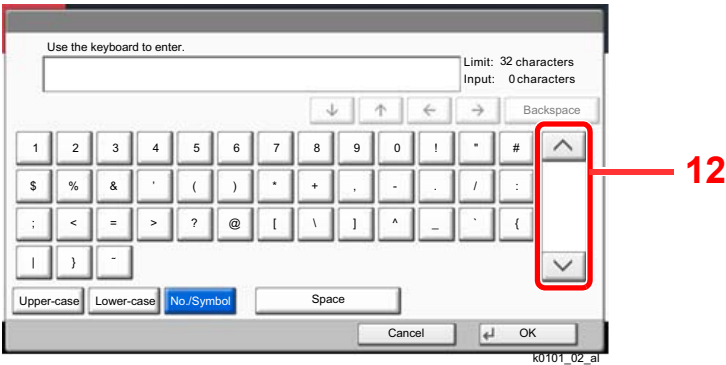 Use the keyboard to enter.
Limit: 32 characters
Input: 0 characters
↓ ↑ ← → Backspace
1 2 3 4 5 6 7 8 9 0 ! " #
$ % & ' ( ) * + , - . / :
12
; < = > ? @ [ \ ] ^ _ ` {
| } ~
Upper-case Lower-case No./Symbol Space
Cancel OK
k0101_02_al